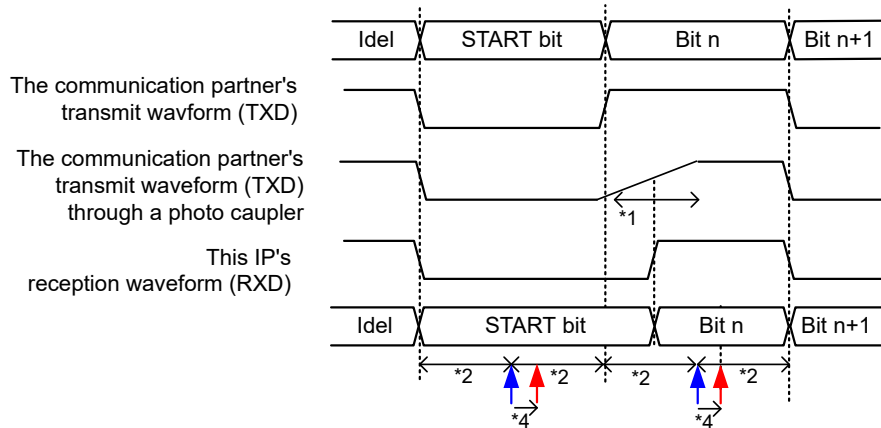 Idel START bit Bit n Bit n+1
The communication partner's
transmit wavform (TXD)
The communication partner's
transmit waveform (TXD)
through a photo caupler
*1
This IP's
reception waveform (RXD)
Idel START bit Bit n Bit n+1
*2 *2 *2 *2
*4 *4